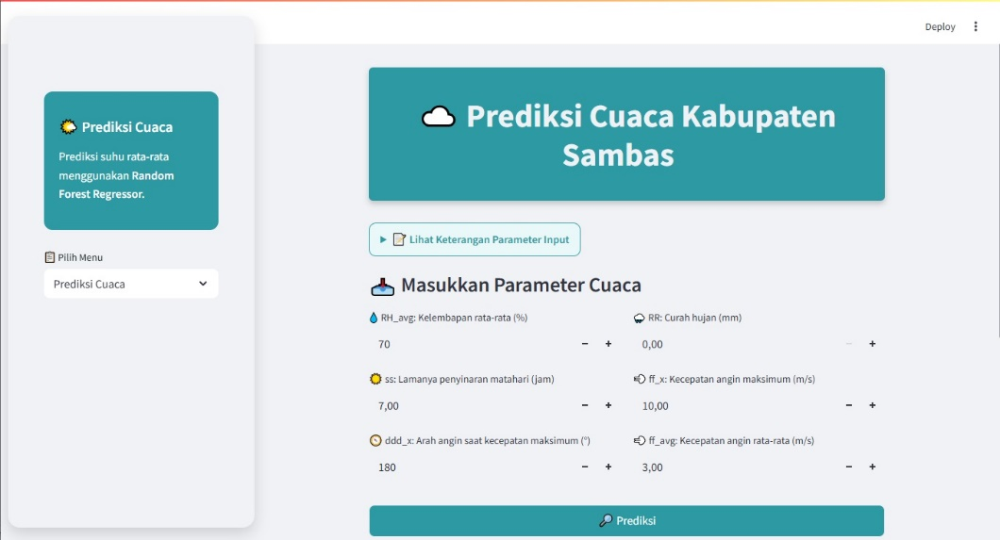 Deploy
Prediksi Cuaca
Prediksi suhu rata-rata
menggunakan Random
Forest Regressor.
Pilih Menu
Prediksi Cuaca
Prediksi Cuaca Kabupaten
Sambas
Lihat Keterangan Parameter Input
Masukkan Parameter Cuaca
RH_avg: Kelembapan rata-rata (%)
70
RR: Curah hujan (mm)
0,00
ss: Lamanya penyinaran matahari (jam)
7,00
ff_x: Kecepatan angin maksimum (m/s)
10,00
ddd_x: Arah angin saat kecepatan maksimum (°)
180
ff_avg: Kecepatan angin rata-rata (m/s)
3,00
Prediksi